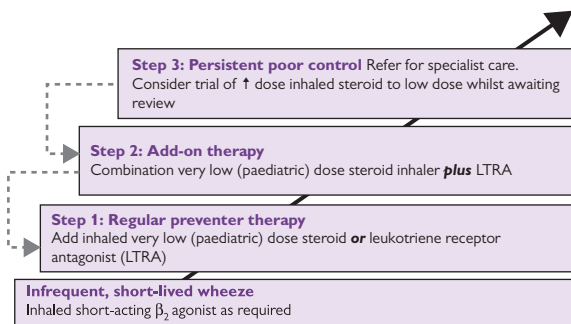 Step 3: Persistent poor control Refer for specialist care.
Consider trial of ↑ dose inhaled steroid to low dose whilst awaiting
review
Step 2: Add-on therapy
Combination very low (paediatric) dose steroid inhaler plus LTRA
Step 1: Regular preventer therapy
Add inhaled very low (paediatric) dose steroid or leukotriene receptor
antagonist (LTRA)
Infrequent, short-lived wheeze
Inhaled short-acting β₂ agonist as required